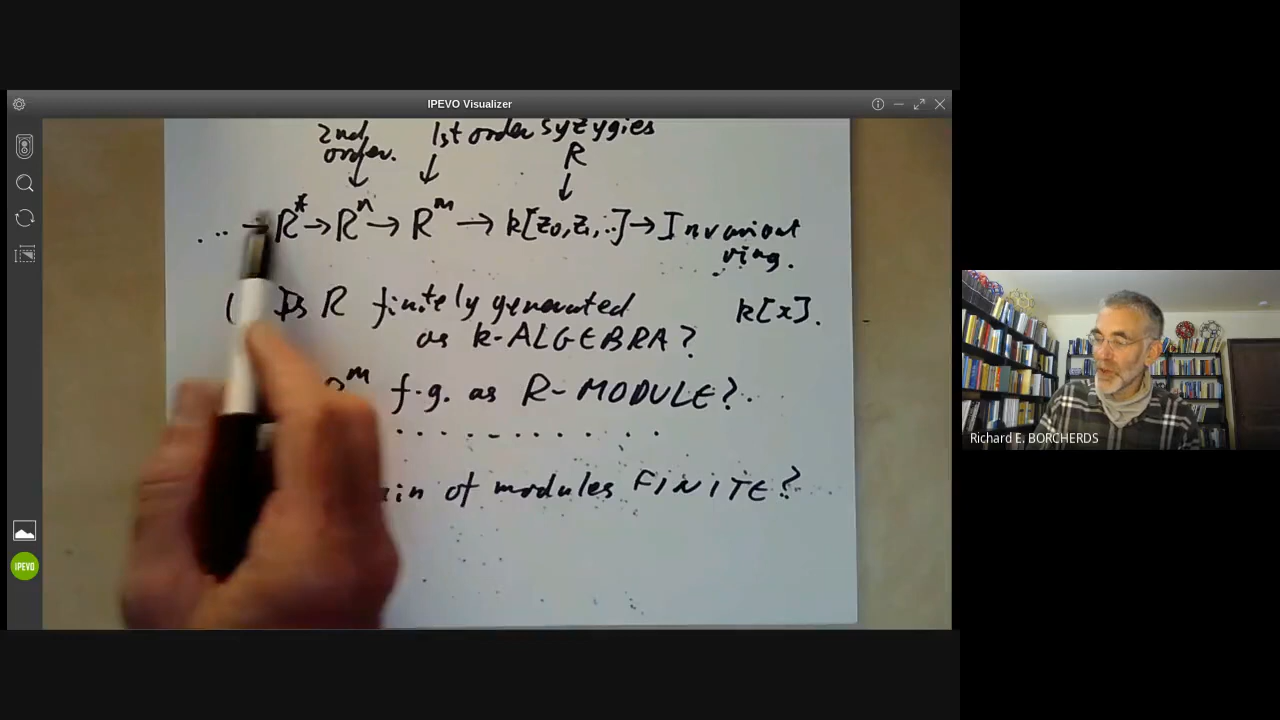 IPEVO Visualizer
2nd 1st order syzygies
order. R
... → R* → Rⁿ → Rᵐ → k[z₀,z₁,..] → Invariant
ring.
( Is R finitely generated k[x].
as k-ALGEBRA?
m f.g. as R-MODULE?
of modules FINITE?
IPEVO
Richard E. BORCHERDS